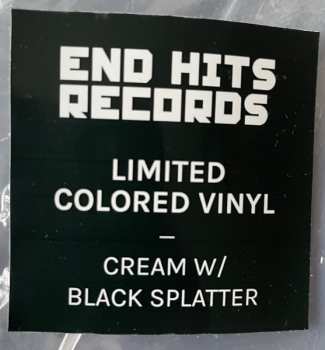 END HITS
RECORDS
LIMITED
COLORED VINYL
—
CREAM W/
BLACK SPLATTER